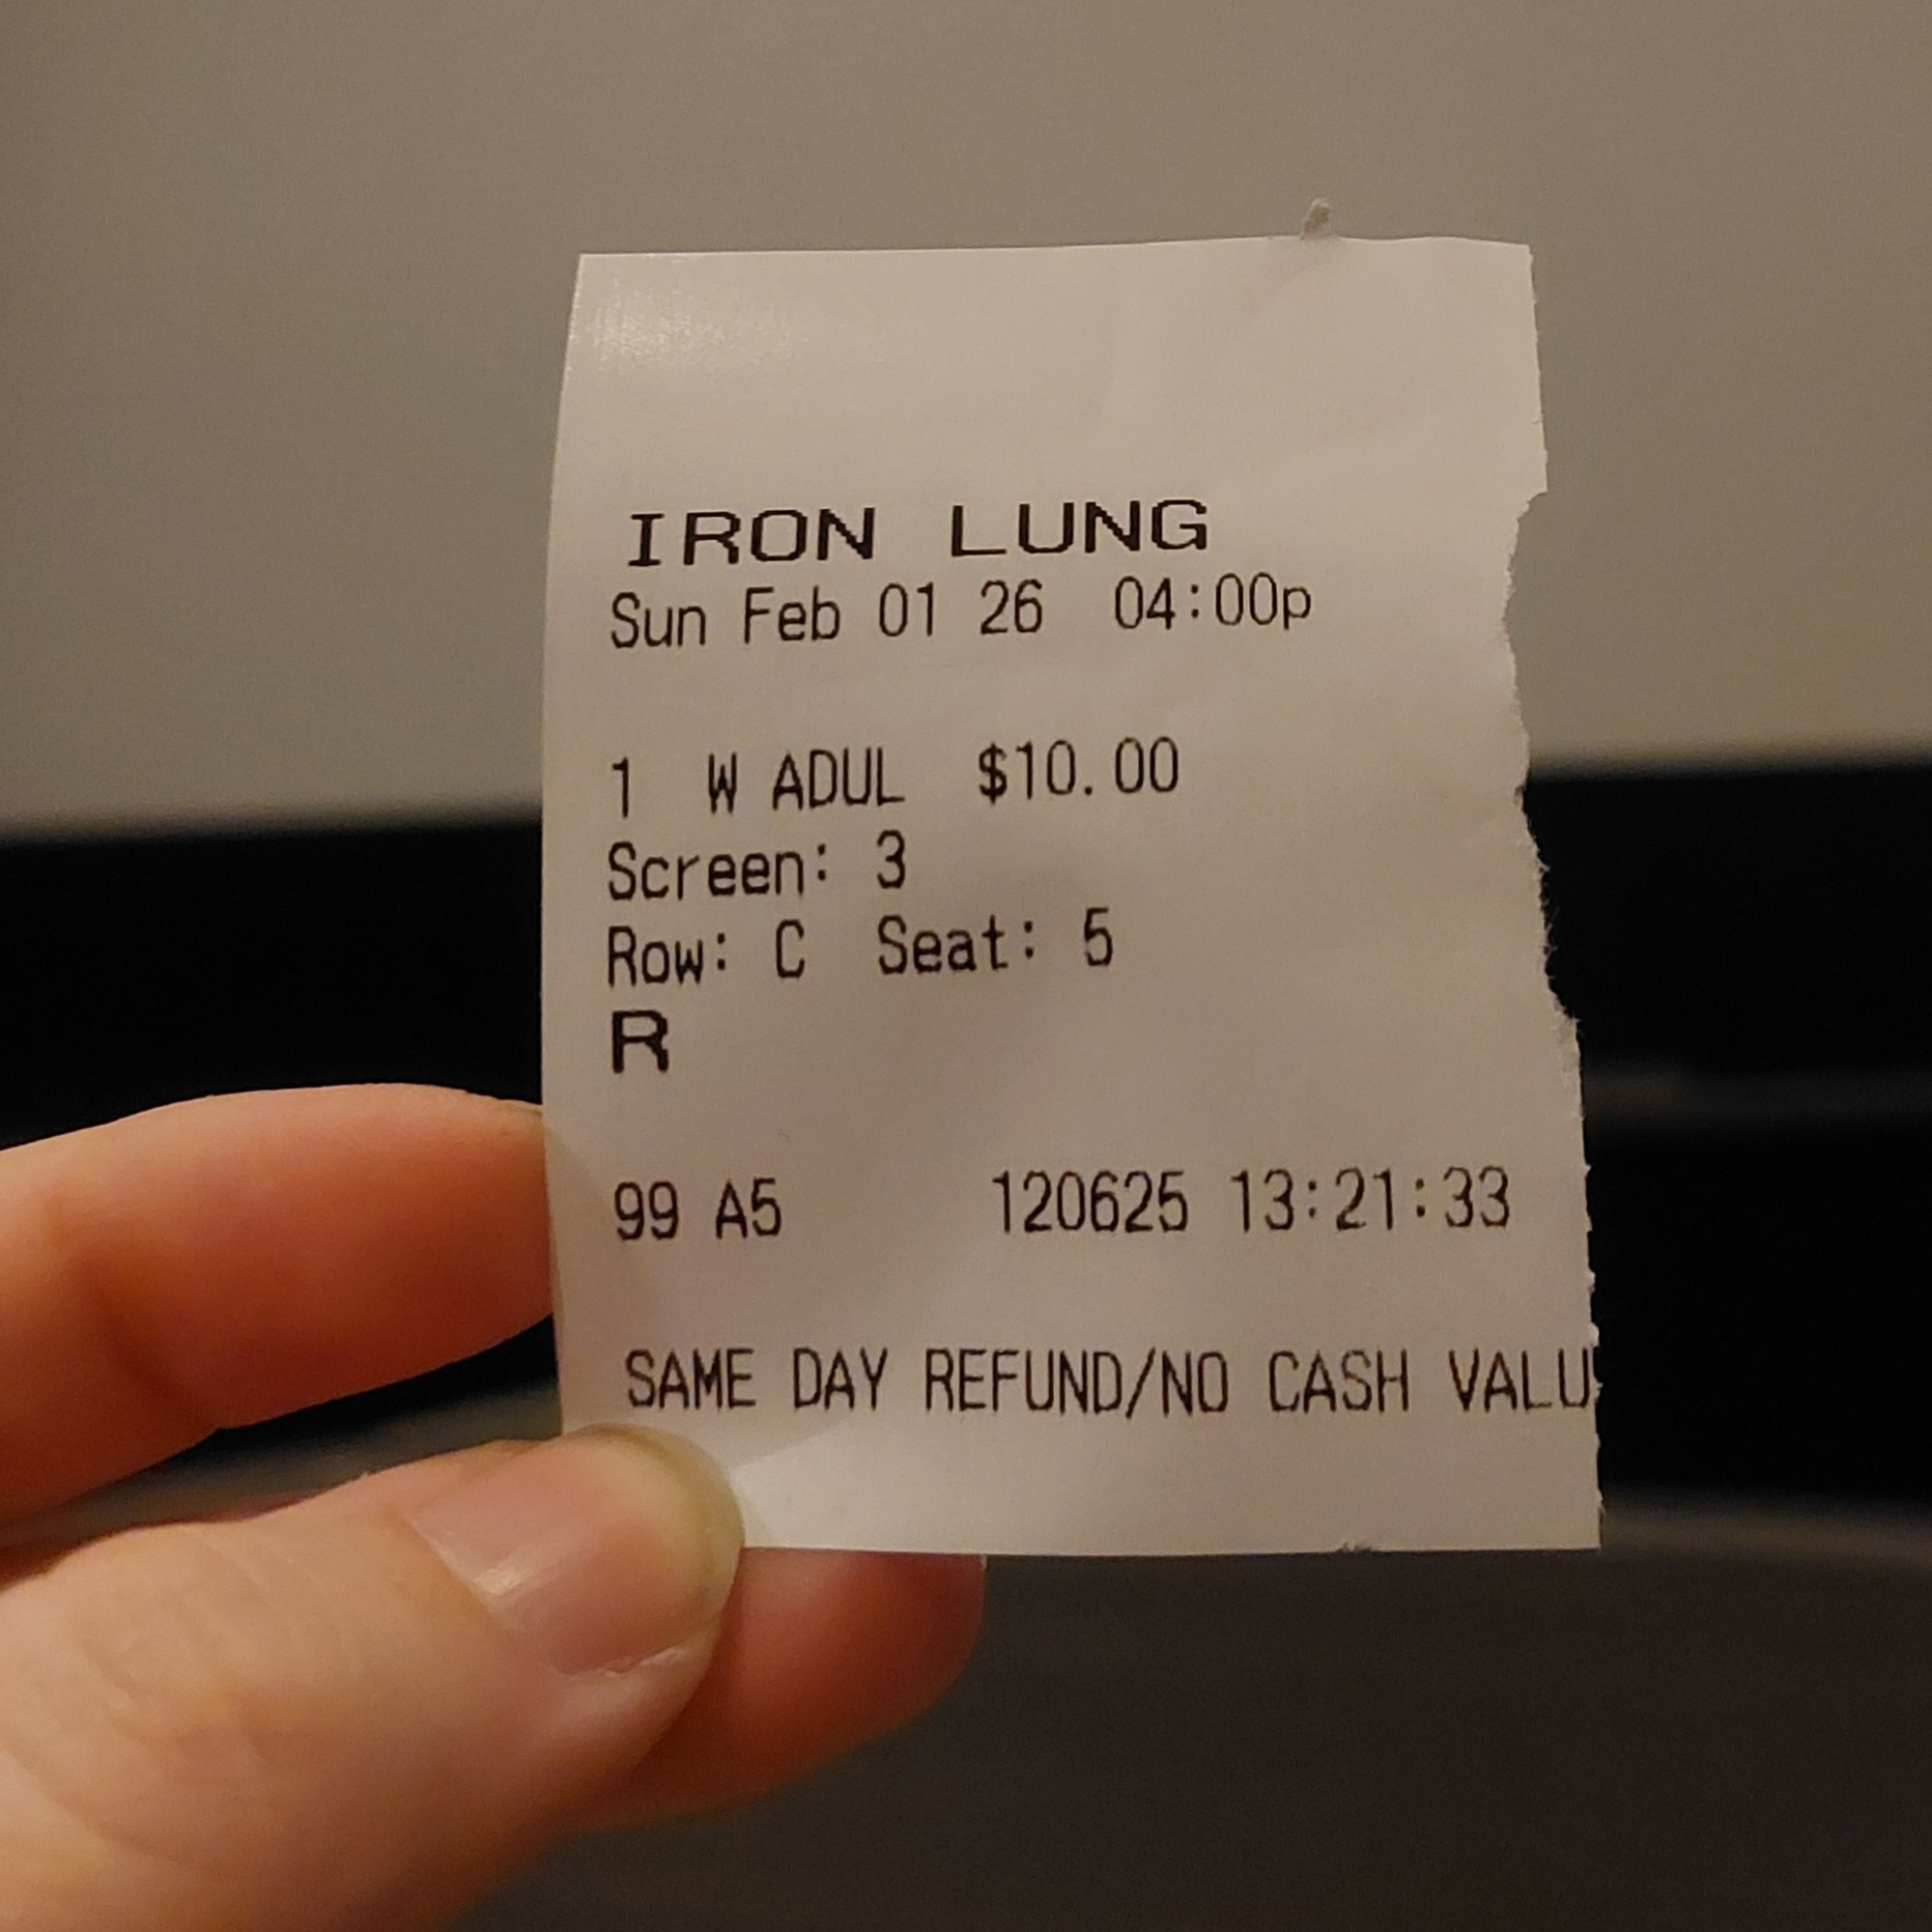 IRON LUNG
Sun Feb 01 26 04:00p
1 W ADUL $10.00
Screen: 3
Row: C Seat: 5
R
99 A5 120625 13:21:33
SAME DAY REFUND/NO CASH VALU